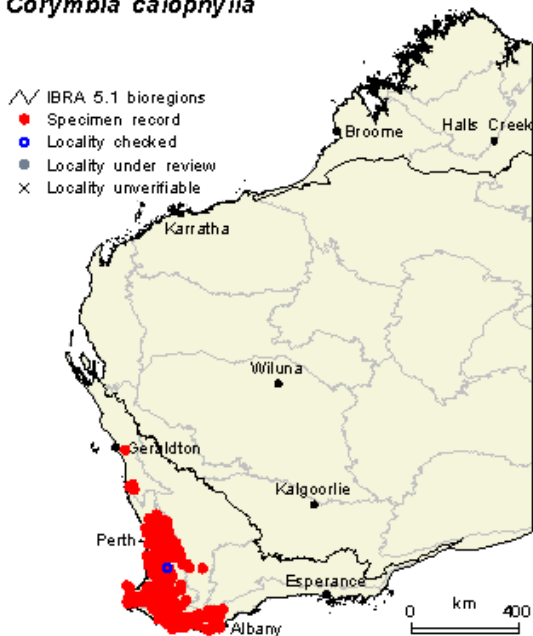 Corymbia calophylla
IBRA 5.1 bioregions
Specimen record
Locality checked
Locality under review
× Locality unverifiable
Broome
Halls Creek
Karratha
Wiluna
Geraldton
Kalgoorlie
Perth
Esperance
Albany
0 km 400